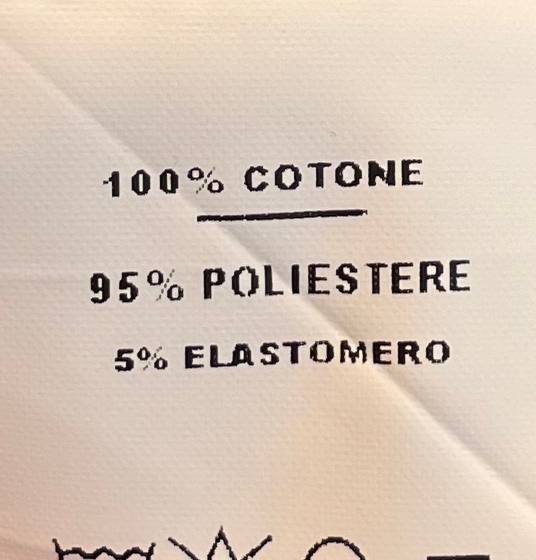 100% COTONE
95% POLIESTERE
5% ELASTOMERO